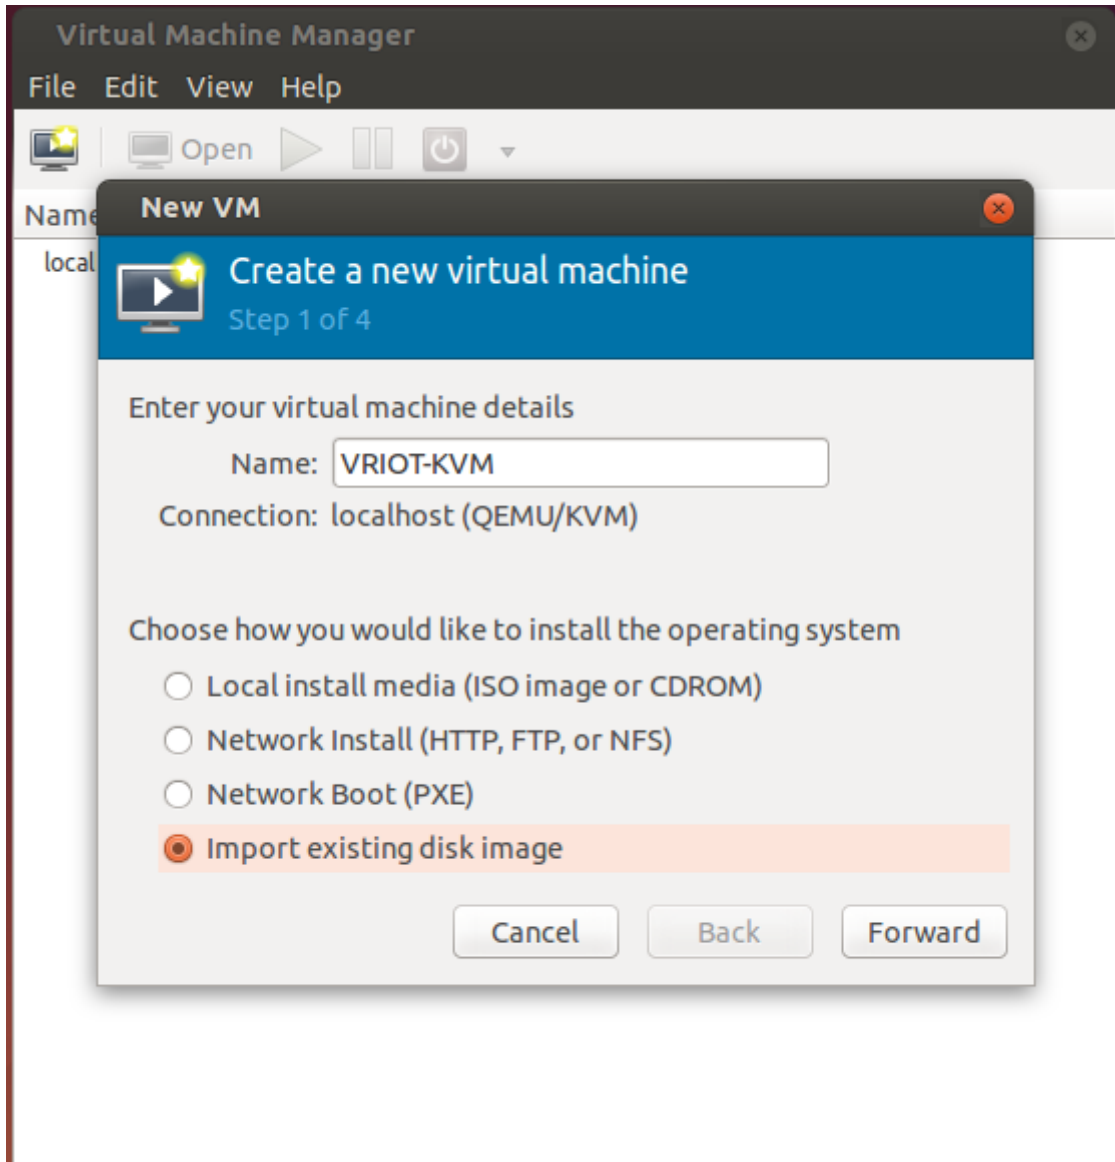 Virtual Machine Manager
File Edit View Help
Open
Name
local
New VM
Create a new virtual machine
Step 1 of 4
Enter your virtual machine details
Name: VRIOT-KVM
Connection: localhost (QEMU/KVM)
Choose how you would like to install the operating system
Local install media (ISO image or CDROM)
Network Install (HTTP, FTP, or NFS)
Network Boot (PXE)
Import existing disk image
Cancel Back Forward